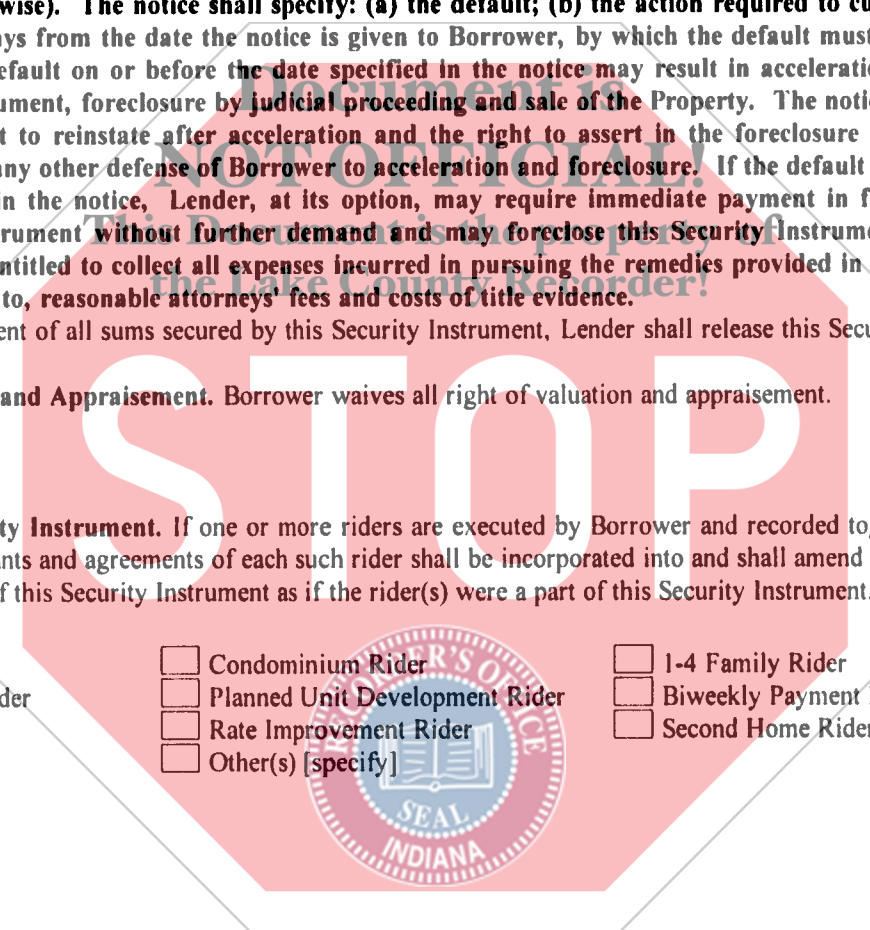 wise). The notice shall specify: (a) the default; (b) the action required to cu
ays from the date the notice is given to Borrower, by which the default must
efault on or before the date specified in the notice may result in acceleratio
ument, foreclosure by judicial proceeding and sale of the Property. The notic
t to reinstate after acceleration and the right to assert in the foreclosure
any other defense of Borrower to acceleration and foreclosure. If the default
in the notice, Lender, at its option, may require immediate payment in f
rument without further demand and may foreclose this Security Instrume
ntitled to collect all expenses incurred in pursuing the remedies provided in
to, reasonable attorneys' fees and costs of title evidence.
ent of all sums secured by this Security Instrument, Lender shall release this Secu
and Appraisement. Borrower waives all right of valuation and appraisement.
ty Instrument. If one or more riders are executed by Borrower and recorded to
nts and agreements of each such rider shall be incorporated into and shall amend
f this Security Instrument as if the rider(s) were a part of this Security Instrument.
Condominium Rider
1-4 Family Rider
der
Planned Unit Development Rider
Biweekly Payment
Rate Improvement Rider
Second Home Rider
Other(s) [specify]
Document is
NOT OFFICIAL!
This Document is the property of
the Lake County Recorder!
STOP
RECORDER'S OFFICE
SEAL
INDIANA